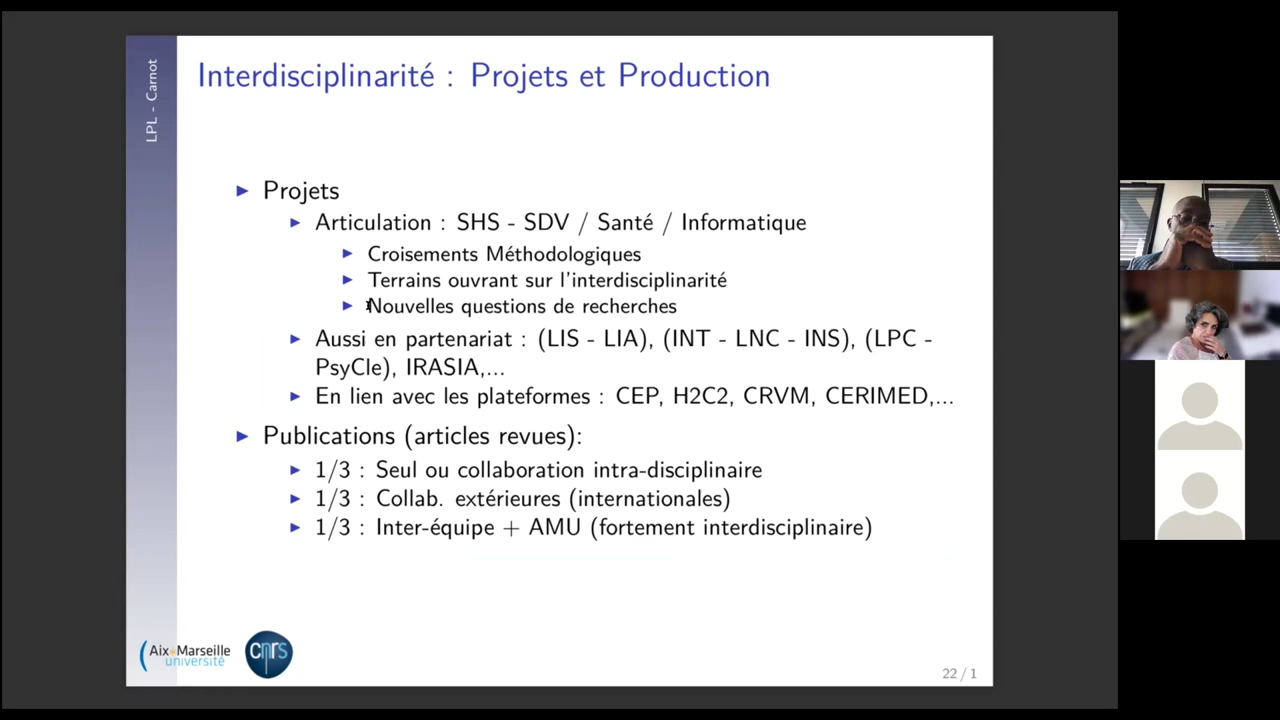 LPL - Carnot
Interdisciplinarité : Projets et Production
Projets
Articulation : SHS - SDV / Santé / Informatique
Croisements Méthodologiques
Terrains ouvrant sur l'interdisciplinarité
Nouvelles questions de recherches
Aussi en partenariat : (LIS - LIA), (INT - LNC - INS), (LPC -
PsyCle), IRASIA,...
En lien avec les plateformes : CEP, H2C2, CRVM, CERIMED,...
Publications (articles revues):
1/3 : Seul ou collaboration intra-disciplinaire
1/3 : Collab. extérieures (internationales)
1/3 : Inter-équipe + AMU (fortement interdisciplinaire)
Aix*Marseille
université
cnrs
22 / 1